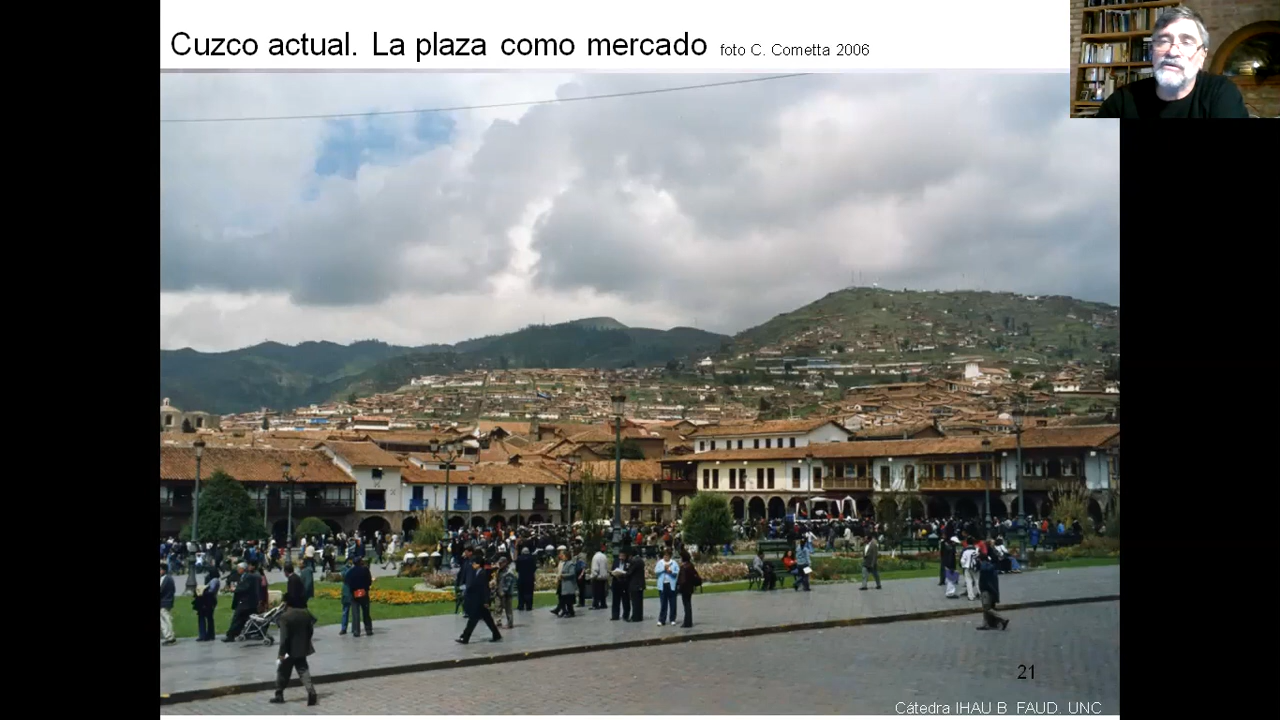 Cuzco actual. La plaza como mercado foto C. Cometta 2006
21
Cátedra IHAU B FAUD. UNC